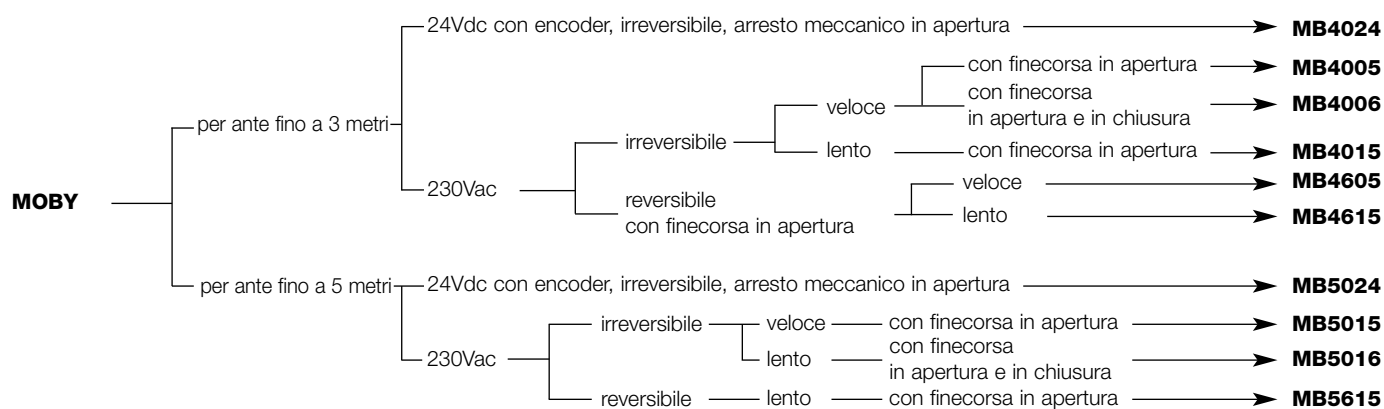 MOBY
per ante fino a 3 metri
24Vdc con encoder, irreversibile, arresto meccanico in apertura
MB4024
230Vac
irreversibile
veloce
con finecorsa in apertura
MB4005
con finecorsa
in apertura e in chiusura
MB4006
lento
con finecorsa in apertura
MB4015
reversibile
con finecorsa in apertura
veloce
MB4605
lento
MB4615
per ante fino a 5 metri
24Vdc con encoder, irreversibile, arresto meccanico in apertura
MB5024
230Vac
irreversibile
veloce
con finecorsa in apertura
MB5015
lento
con finecorsa
in apertura e in chiusura
MB5016
reversibile
lento
con finecorsa in apertura
MB5615